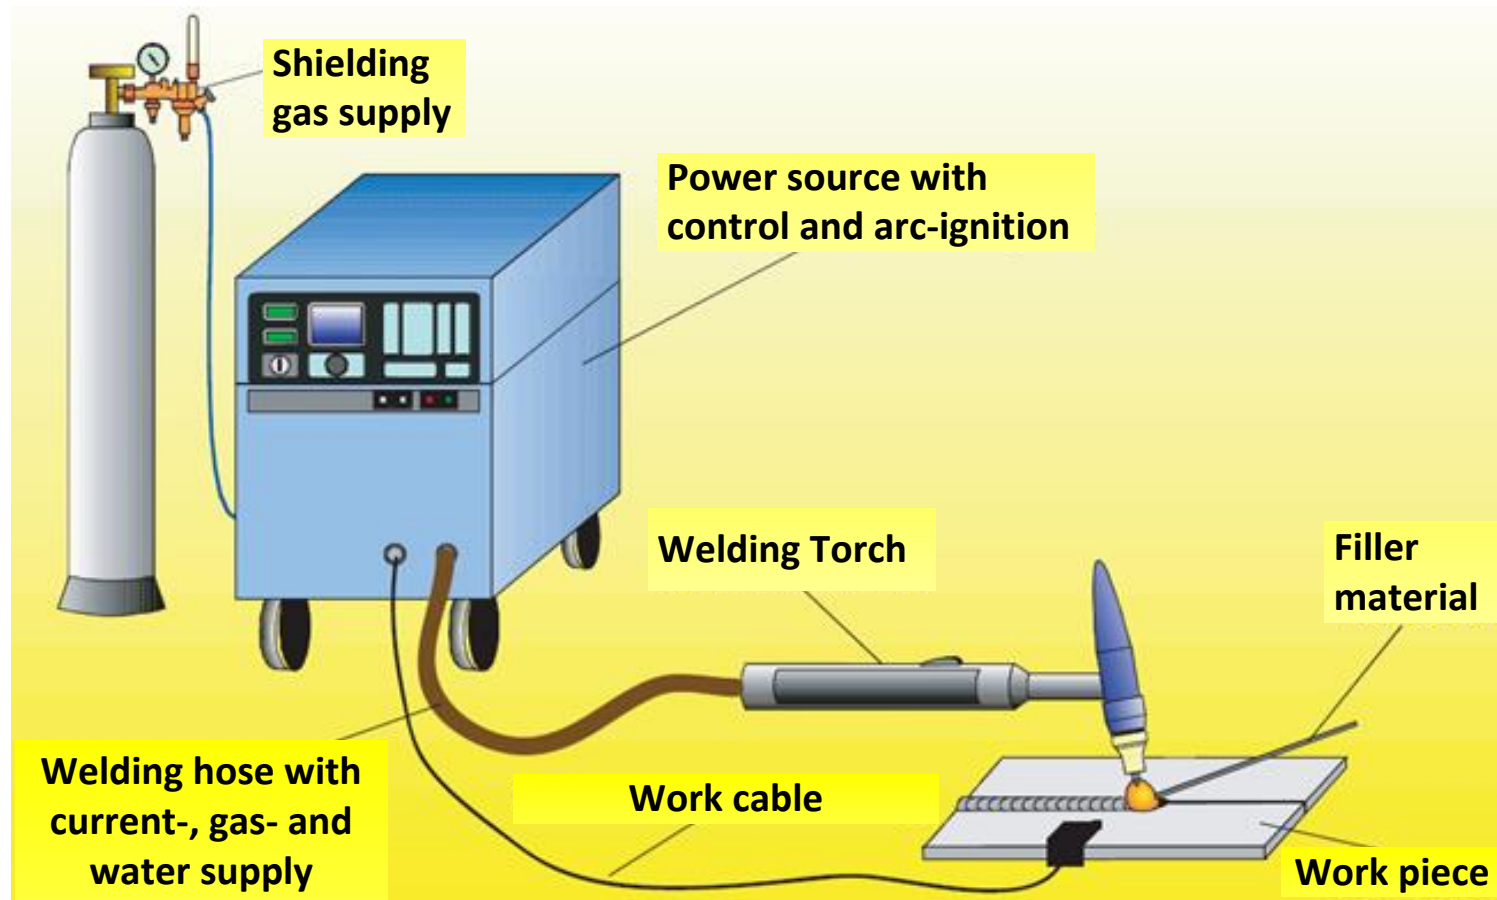 Shielding
gas supply
Power source with
control and arc-ignition
Welding Torch
Filler
material
Welding hose with
current-, gas- and
water supply
Work cable
Work piece